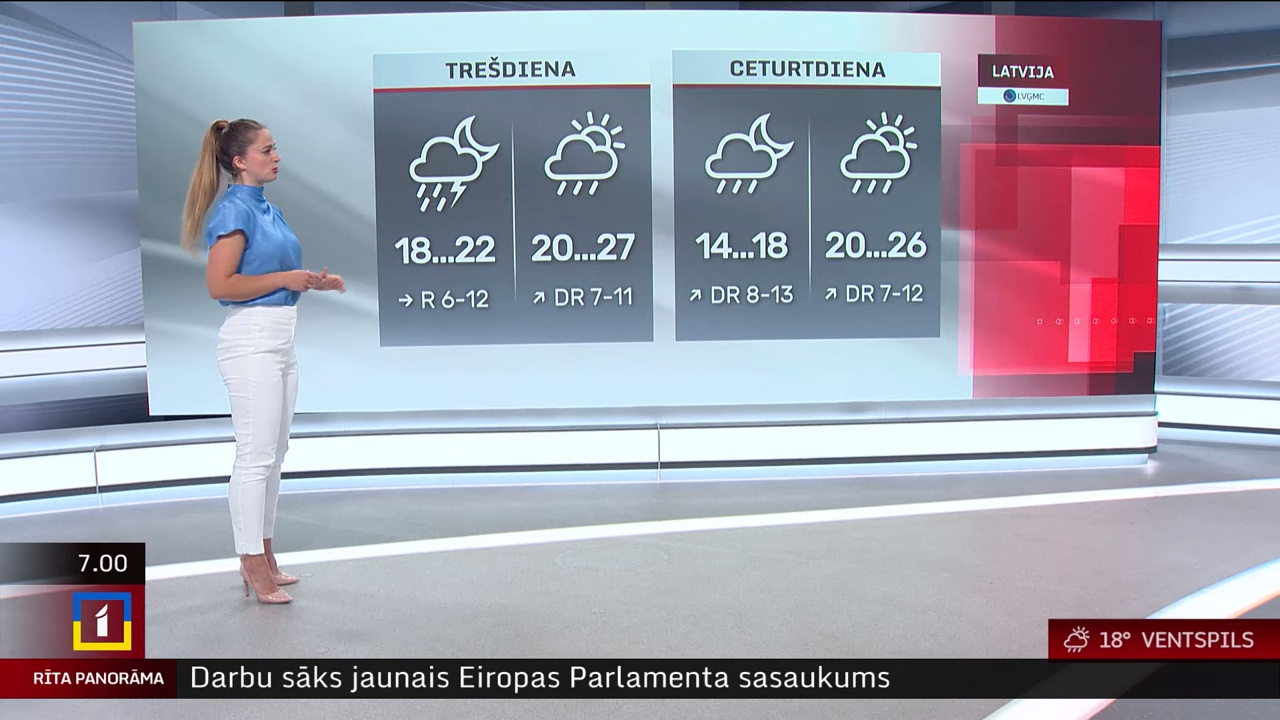 TREŠDIENA
18...22
→ R 6-12
20...27
↗ DR 7-11
CETURTDIENA
14...18
↗ DR 8-13
20...26
↗ DR 7-12
LATVIJA
LVĢMC
7.00
1
18° VENTSPILS
RĪTA PANORĀMA
Darbu sāks jaunais Eiropas Parlamenta sasaukums